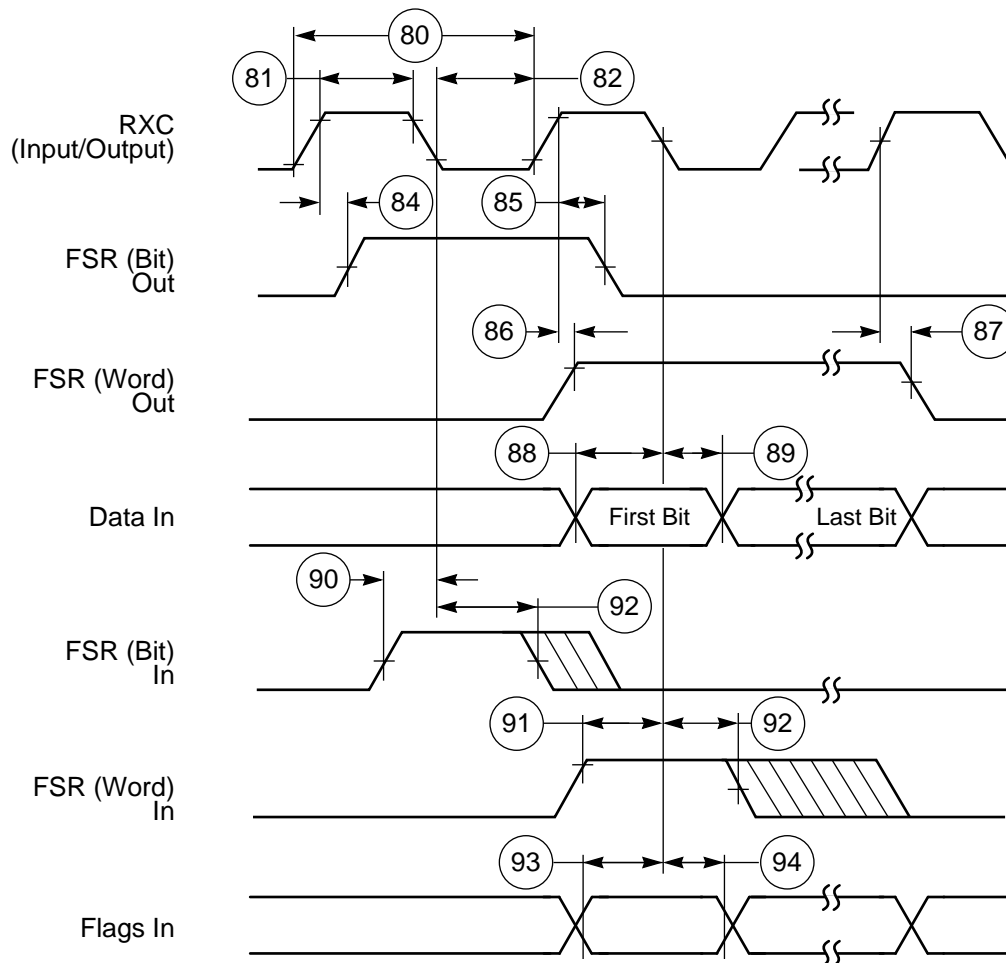 80
81
82
RXC
(Input/Output)
84
85
FSR (Bit)
Out
86
87
FSR (Word)
Out
88
89
Data In
First Bit
Last Bit
90
92
FSR (Bit)
In
91
92
FSR (Word)
In
93
94
Flags In